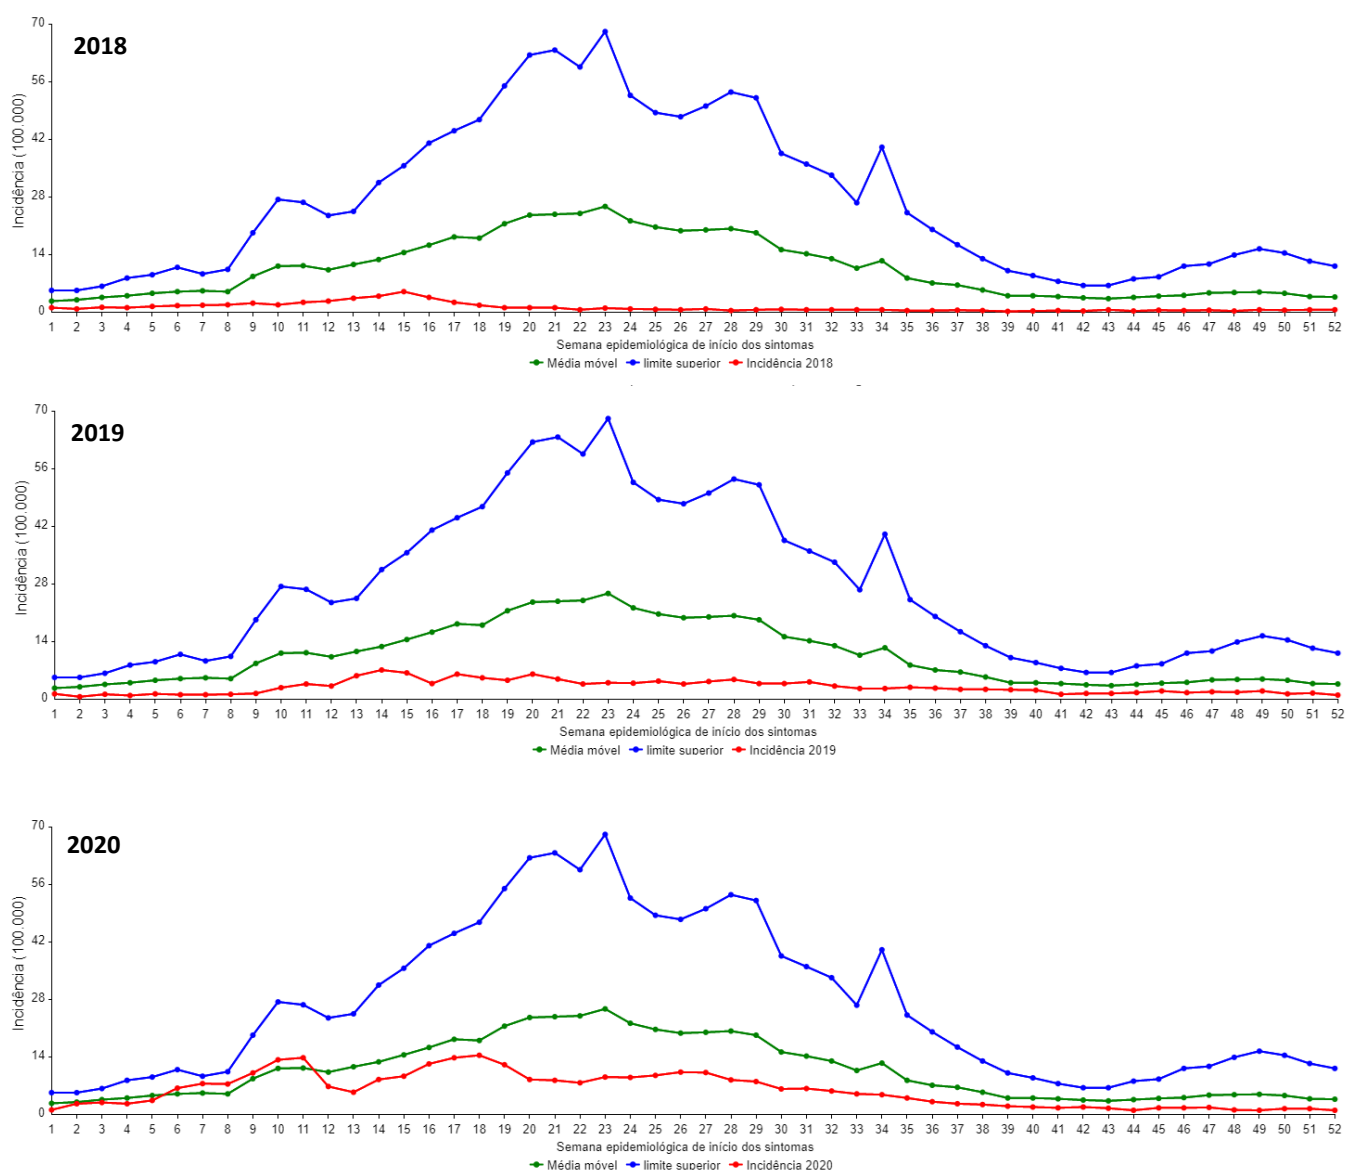 70
2018
56
42
28
14
0
Incidência (100.000)
1 2 3 4 5 6 7 8 9 10 11 12 13 14 15 16 17 18 19 20 21 22 23 24 25 26 27 28 29 30 31 32 33 34 35 36 37 38 39 40 41 42 43 44 45 46 47 48 49 50 51 52
Semana epidemiológica de início dos sintomas
Média móvel limite superior Incidência 2018
70
2019
56
42
28
14
0
Incidência (100.000)
1 2 3 4 5 6 7 8 9 10 11 12 13 14 15 16 17 18 19 20 21 22 23 24 25 26 27 28 29 30 31 32 33 34 35 36 37 38 39 40 41 42 43 44 45 46 47 48 49 50 51 52
Semana epidemiológica de início dos sintomas
Média móvel limite superior Incidência 2019
70
2020
56
42
28
14
0
Incidência (100.000)
1 2 3 4 5 6 7 8 9 10 11 12 13 14 15 16 17 18 19 20 21 22 23 24 25 26 27 28 29 30 31 32 33 34 35 36 37 38 39 40 41 42 43 44 45 46 47 48 49 50 51 52
Semana epidemiológica de início dos sintomas
Média móvel limite superior Incidência 2020